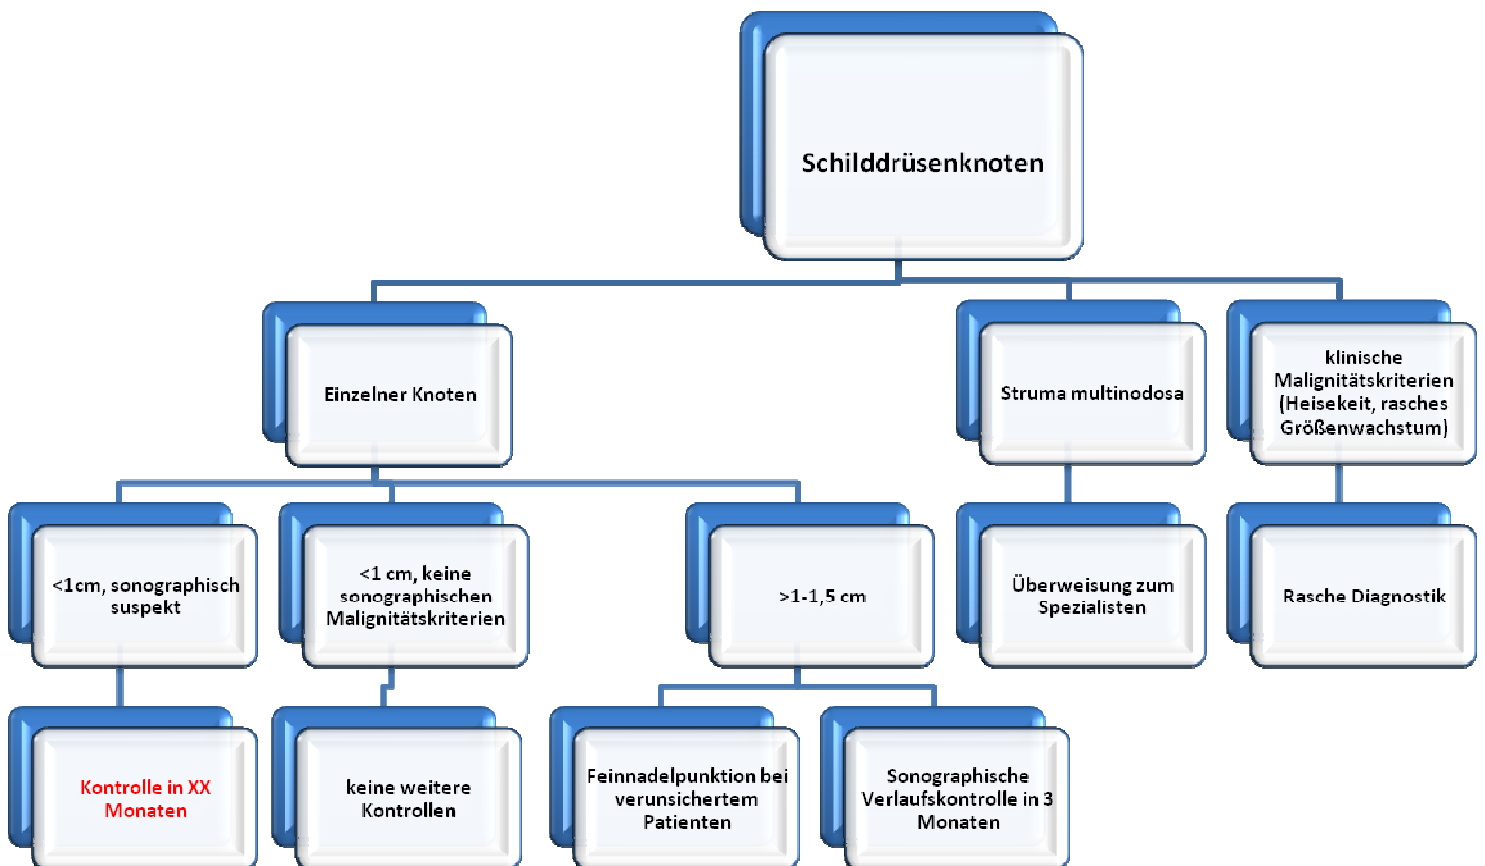 Schilddrüsenknoten
Einzelner Knoten
Struma multinodosa
klinische
Malignitätskriterien
(Heisekeit, rasches
Größenwachstum)
<1cm, sonographisch
suspekt
<1 cm, keine
sonographischen
Malignitätskriterien
>1-1,5 cm
Überweisung zum
Spezialisten
Rasche Diagnostik
Kontrolle in XX
Monaten
keine weitere
Kontrollen
Feinnadelpunktion bei
verunsichertem
Patienten
Sonographische
Verlaufskontrolle in 3
Monaten